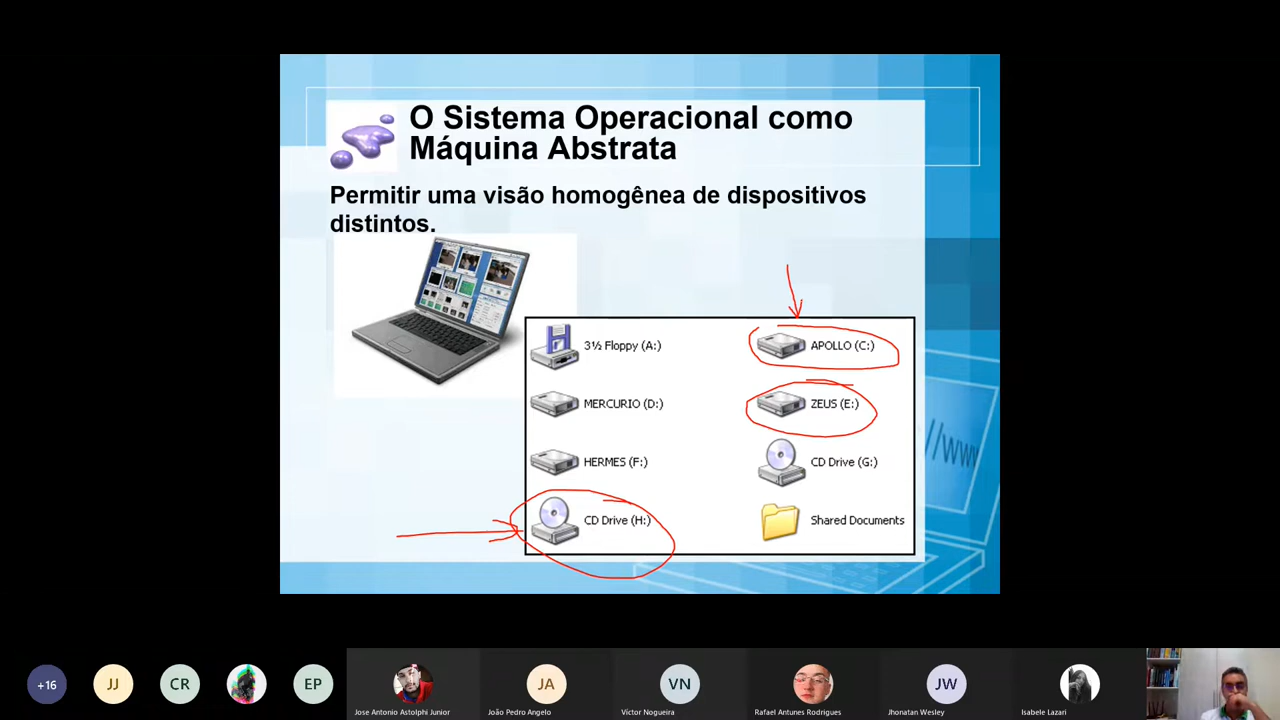 O Sistema Operacional como
Máquina Abstrata
Permitir uma visão homogênea de dispositivos
distintos.
3½ Floppy (A:)
APOLLO (C:)
MERCURIO (D:)
ZEUS (E:)
HERMES (F:)
CD Drive (G:)
CD Drive (H:)
Shared Documents
//www
+16
JJ
CR
EP
JA
VN
JW
Jose Antonio Astolphi Junior
João Pedro Angelo
Víctor Nogueira
Rafael Antunes Rodrigues
Jhonatan Wesley
Isabele Lazari